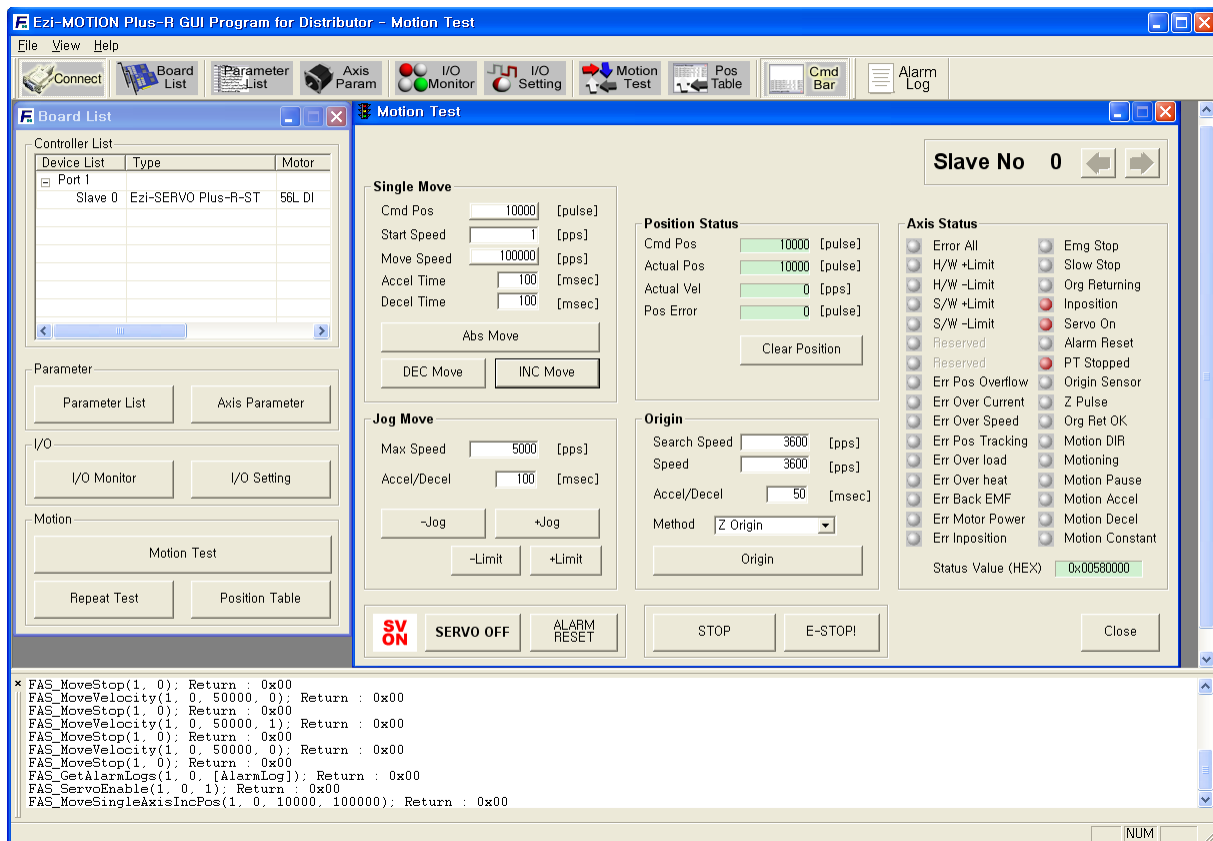 Ezi-MOTION Plus-R GUI Program for Distributor - Motion Test
File View Help
Connect
Board List
Parameter List
Axis Param
I/O Monitor
I/O Setting
Motion Test
Pos Table
Cmd Bar
Alarm Log
Board List
Controller List
Device List Type Motor
Port 1
Slave 0 Ezi-SERVO Plus-R-ST 56L DI
Parameter
Parameter List Axis Parameter
I/O
I/O Monitor I/O Setting
Motion
Motion Test
Repeat Test Position Table
Motion Test
Slave No 0
Single Move
Cmd Pos 10000 [pulse]
Start Speed 1 [pps]
Move Speed 100000 [pps]
Accel Time 100 [msec]
Decel Time 100 [msec]
Abs Move
DEC Move INC Move
Jog Move
Max Speed 5000 [pps]
Accel/Decel 100 [msec]
-Jog +Jog
-Limit +Limit
Position Status
Cmd Pos 10000 [pulse]
Actual Pos 10000 [pulse]
Actual Vel 0 [pps]
Pos Error 0 [pulse]
Clear Position
Origin
Search Speed 3600 [pps]
Speed 3600 [pps]
Accel/Decel 50 [msec]
Method Z Origin
Origin
Axis Status
Error All Emg Stop
H/W +Limit Slow Stop
H/W -Limit Org Returning
S/W +Limit Inposition
S/W -Limit Servo On
Reserved Alarm Reset
Reserved PT Stopped
Err Pos Overflow Origin Sensor
Err Over Current Z Pulse
Err Over Speed Org Ret OK
Err Pos Tracking Motion DIR
Err Over load Motioning
Err Over heat Motion Pause
Err Back EMF Motion Accel
Err Motor Power Motion Decel
Err Inposition Motion Constant
Status Value (HEX) 0x00580000
SV ON
SERVO OFF
ALARM RESET
STOP E-STOP!
Close
FAS_MoveStop(1, 0); Return : 0x00
FAS_MoveVelocity(1, 0, 50000, 0); Return : 0x00
FAS_MoveStop(1, 0); Return : 0x00
FAS_MoveVelocity(1, 0, 50000, 1); Return : 0x00
FAS_MoveStop(1, 0); Return : 0x00
FAS_MoveVelocity(1, 0, 50000, 0); Return : 0x00
FAS_MoveStop(1, 0); Return : 0x00
FAS_GetAlarmLogs(1, 0, [AlarmLog]); Return : 0x00
FAS_ServoEnable(1, 0, 1); Return : 0x00
FAS_MoveSingleAxisIncPos(1, 0, 10000, 100000); Return : 0x00
NUM